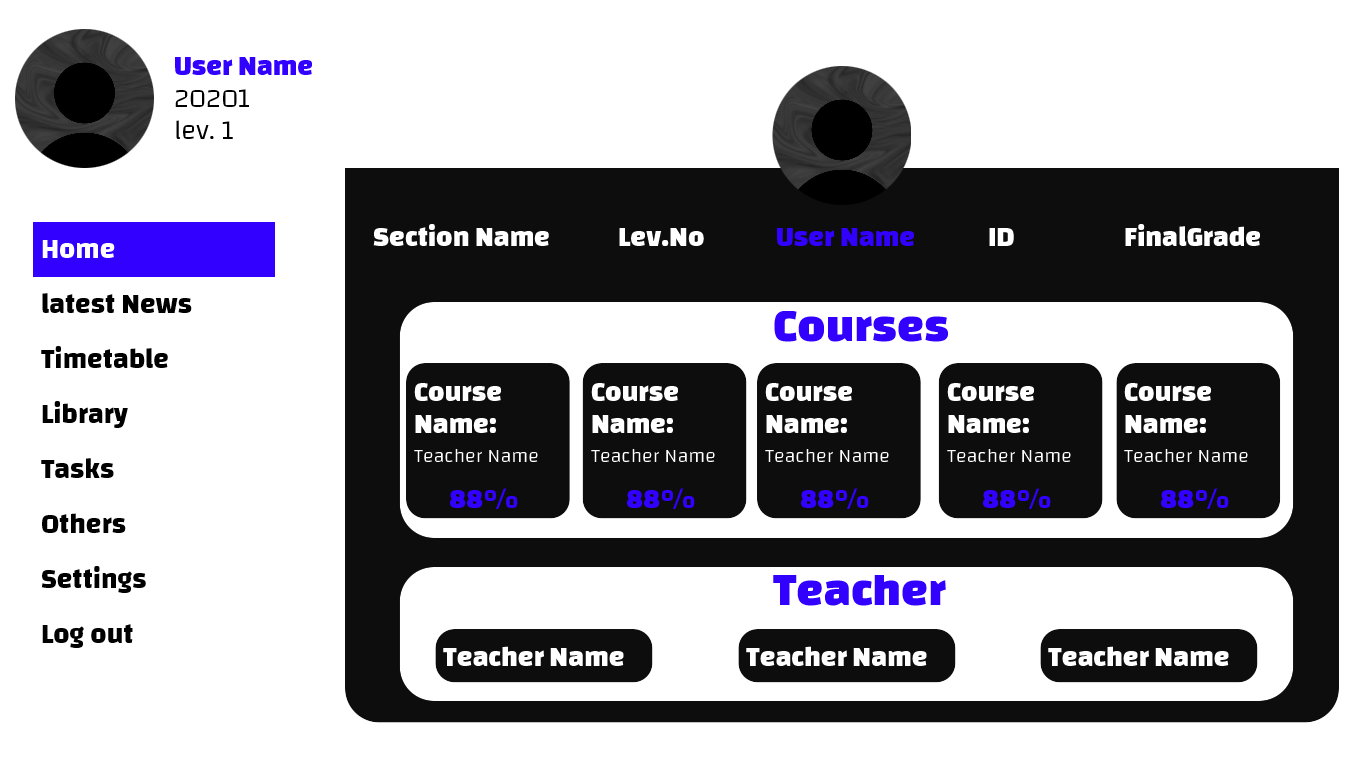 User Name
20201
lev. 1
Home
latest News
Timetable
Library
Tasks
Others
Settings
Log out
Section Name Lev.No User Name ID FinalGrade
Courses
Course Name:
Teacher Name
88%
Course Name:
Teacher Name
88%
Course Name:
Teacher Name
88%
Course Name:
Teacher Name
88%
Course Name:
Teacher Name
88%
Teacher
Teacher Name Teacher Name Teacher Name